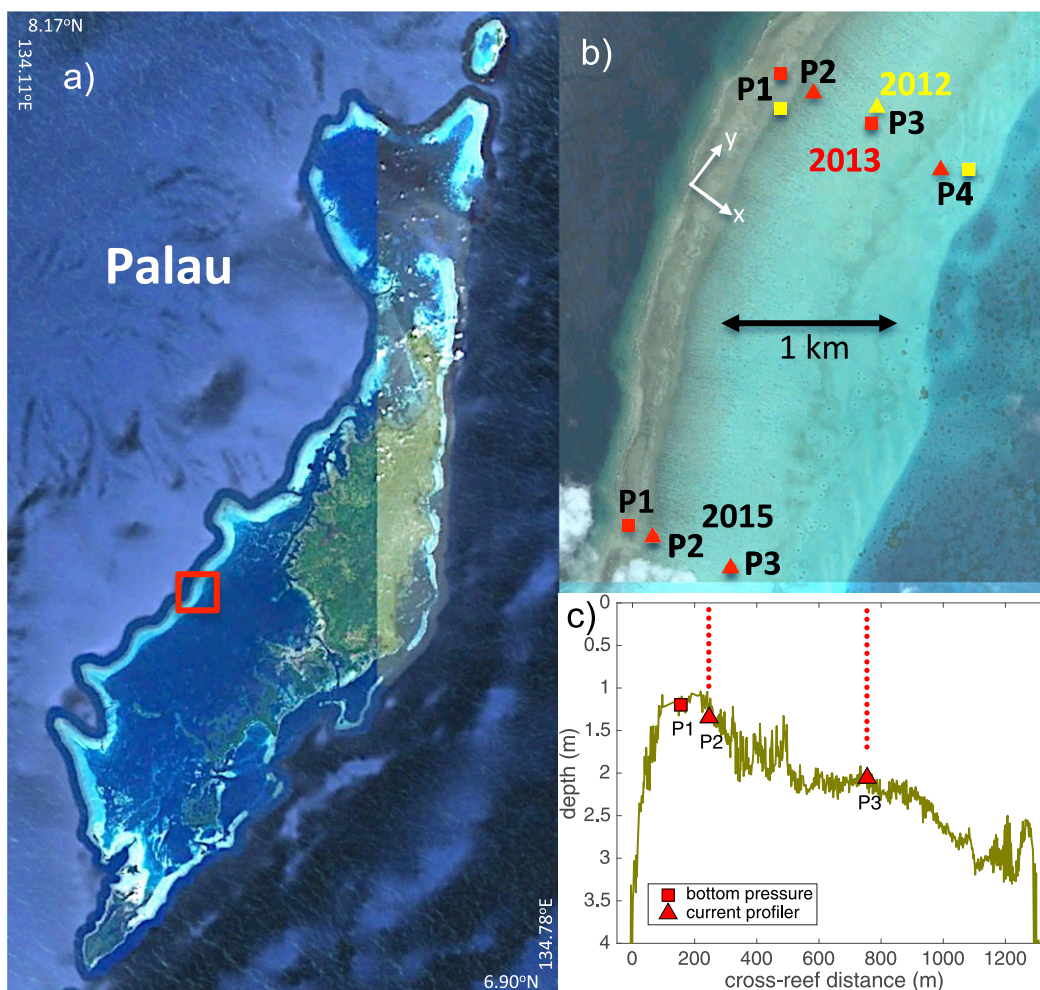 8.17°N
134.11°E
a)
Palau
134.78°E
6.90°N
b)
P1
P2
2012
P3
2013
P4
y
x
1 km
P1
2015
P2
P3
c)
0
0.5
1
1.5
2
2.5
3
3.5
4
depth (m)
P1
P2
P3
bottom pressure
current profiler
0 200 400 600 800 1000 1200
cross-reef distance (m)